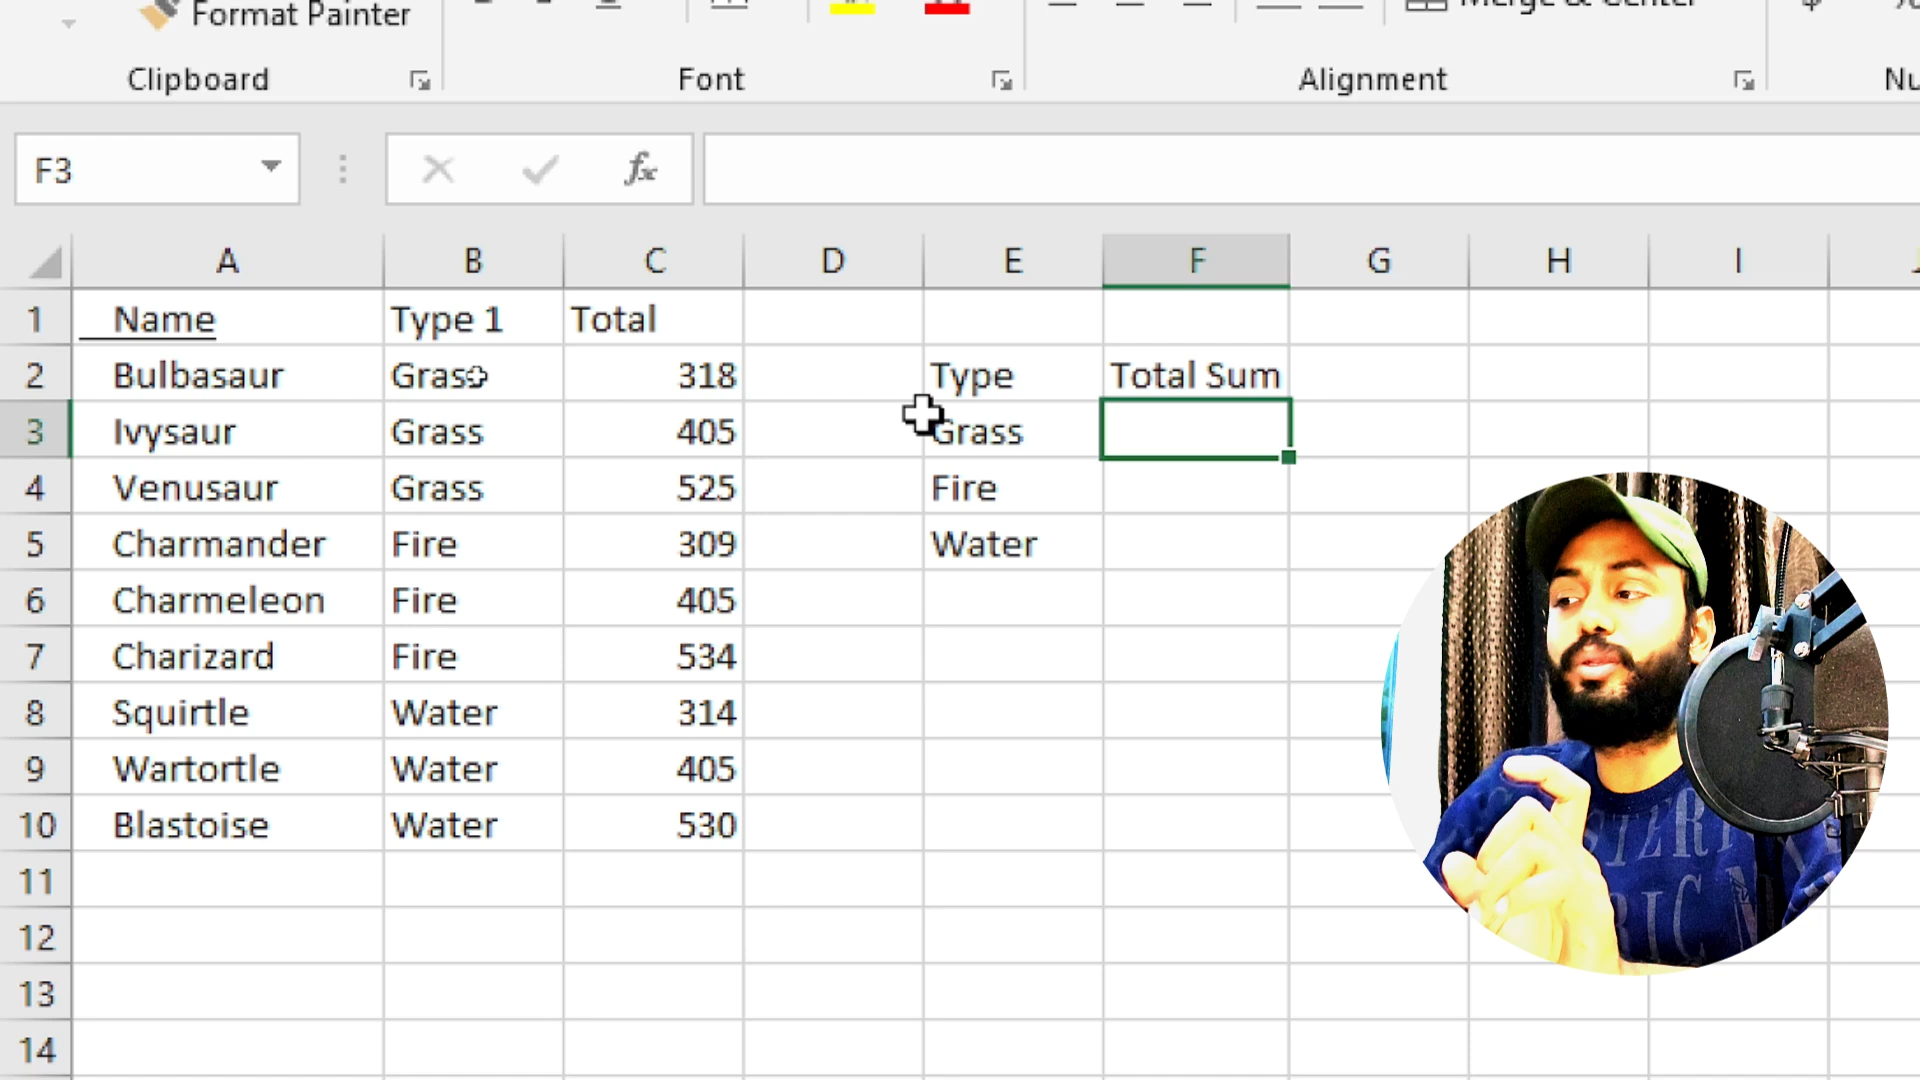 Format Painter
Merge & Center
$ %
Clipboard Font Alignment Nu
F3 fx
A B C D E F G H I
1 Name Type 1 Total
2 Bulbasaur Grass 318 Type Total Sum
3 Ivysaur Grass 405 Grass
4 Venusaur Grass 525 Fire
5 Charmander Fire 309 Water
6 Charmeleon Fire 405
7 Charizard Fire 534
8 Squirtle Water 314
9 Wartortle Water 405
10 Blastoise Water 530
11
12
13
14